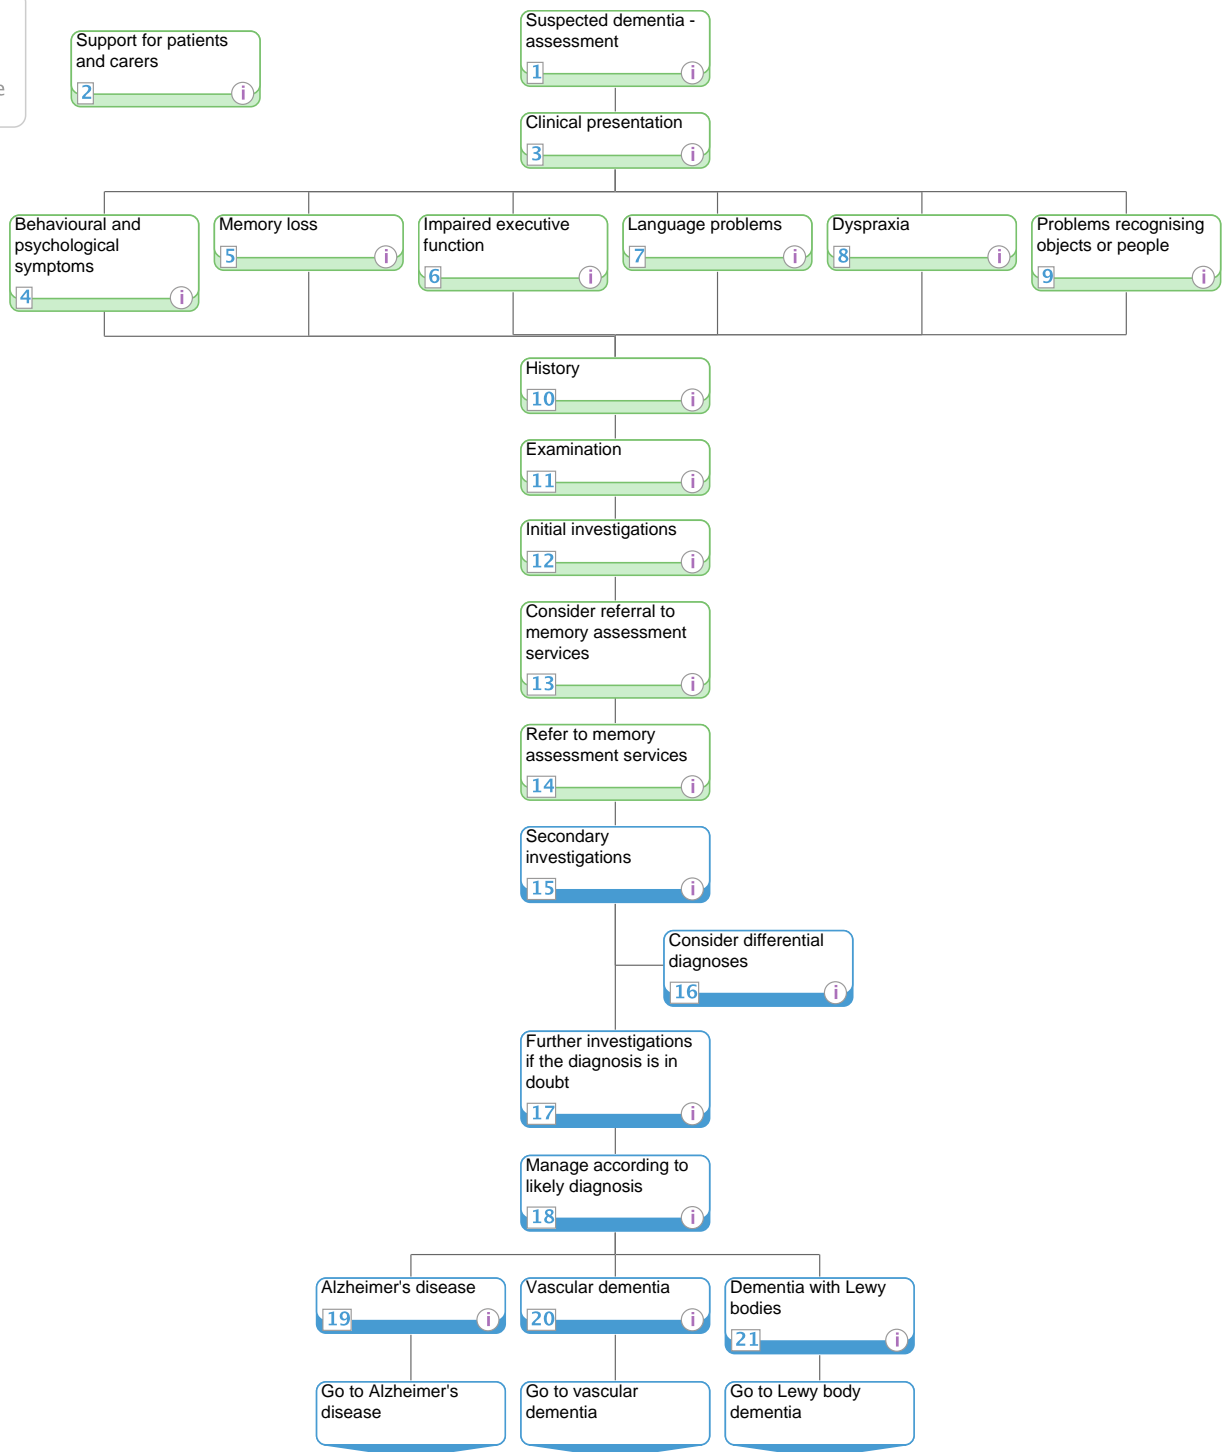 e
Support for patients
and carers
2 i
Suspected dementia -
assessment
1 i
Clinical presentation
3 i
Behavioural and
psychological
symptoms
4 i
Memory loss
5 i
Impaired executive
function
6 i
Language problems
7 i
Dyspraxia
8 i
Problems recognising
objects or people
9 i
History
10 i
Examination
11 i
Initial investigations
12 i
Consider referral to
memory assessment
services
13 i
Refer to memory
assessment services
14 i
Secondary
investigations
15 i
Consider differential
diagnoses
16 i
Further investigations
if the diagnosis is in
doubt
17 i
Manage according to
likely diagnosis
18 i
Alzheimer's disease
19 i
Vascular dementia
20 i
Dementia with Lewy
bodies
21 i
Go to Alzheimer's
disease
Go to vascular
dementia
Go to Lewy body
dementia